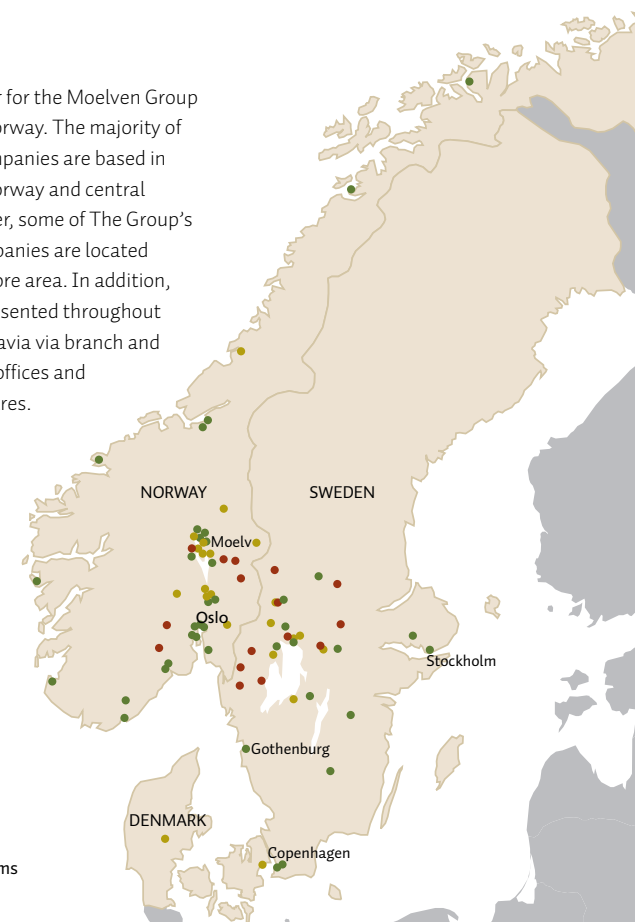 r for the Moelven Group
orway. The majority of
mpanies are based in
orway and central
er, some of The Group’s
panies are located
ore area. In addition,
sented throughout
avia via branch and
offices and
res.
NORWAY
SWEDEN
Moelv
Oslo
Stockholm
Gothenburg
DENMARK
Copenhagen
ms